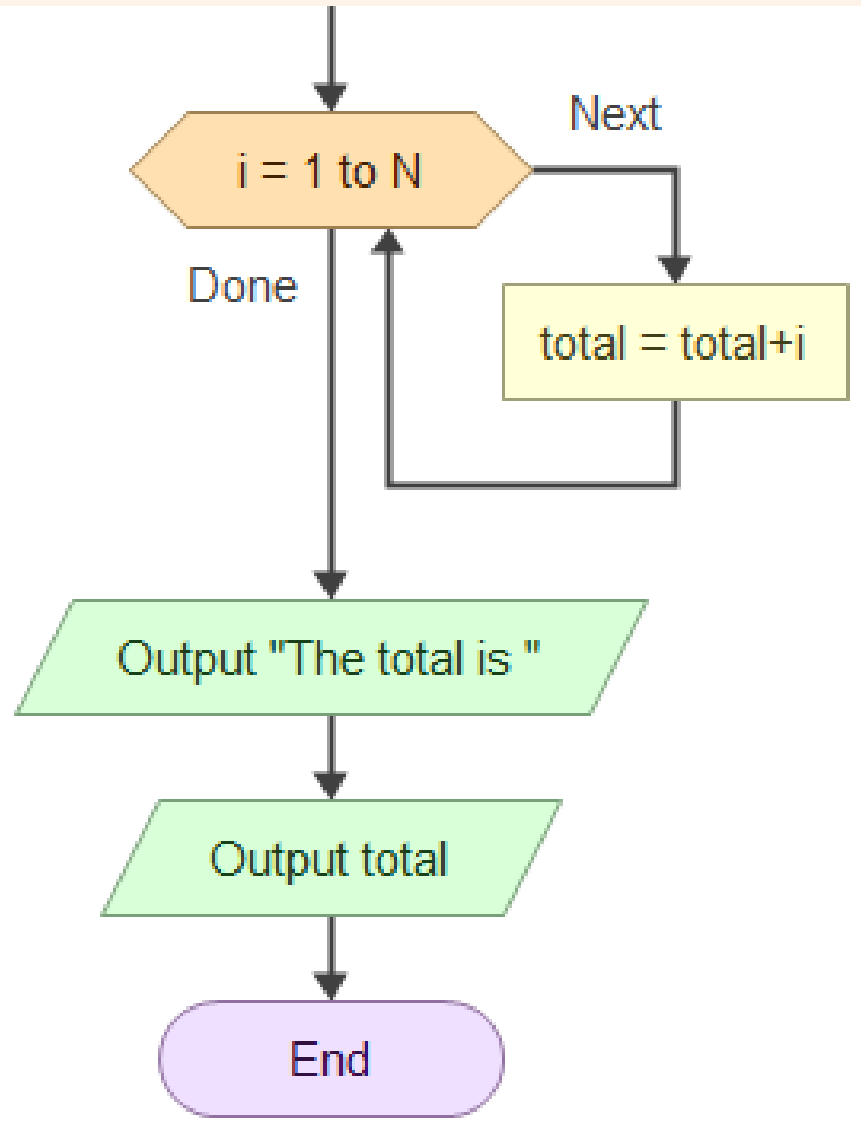 i = 1 to N
Next
Done
total = total+i
Output "The total is "
Output total
End